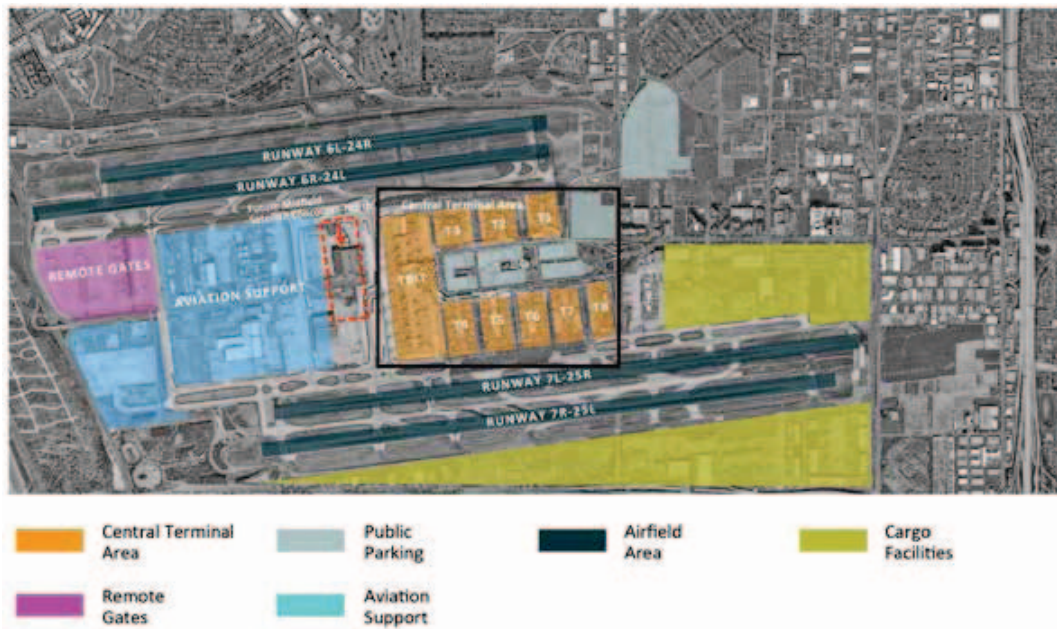 RUNWAY 6L-24R
RUNWAY 6R-24L
Future Midfield
Central Terminal Area
T3
T2
T1
REMOTE GATES
AVIATION SUPPORT
TBIT
T4
T5
T6
T7
T8
RUNWAY 7L-25R
RUNWAY 7R-25L
Central Terminal
Area
Public
Parking
Airfield
Area
Cargo
Facilities
Remote
Gates
Aviation
Support